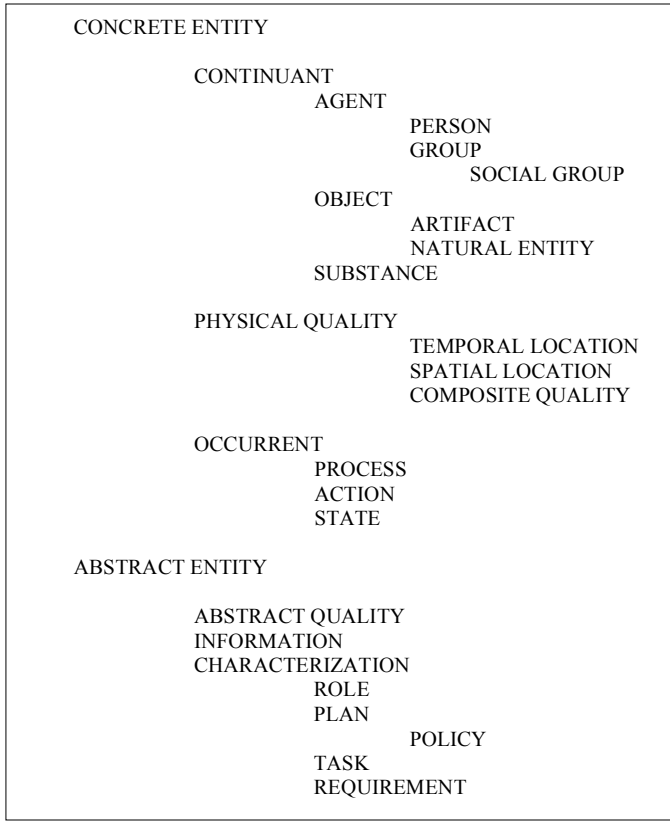 CONCRETE ENTITY
CONTINUANT
AGENT
PERSON
GROUP
SOCIAL GROUP
OBJECT
ARTIFACT
NATURAL ENTITY
SUBSTANCE
PHYSICAL QUALITY
TEMPORAL LOCATION
SPATIAL LOCATION
COMPOSITE QUALITY
OCCURRENT
PROCESS
ACTION
STATE
ABSTRACT ENTITY
ABSTRACT QUALITY
INFORMATION
CHARACTERIZATION
ROLE
PLAN
POLICY
TASK
REQUIREMENT